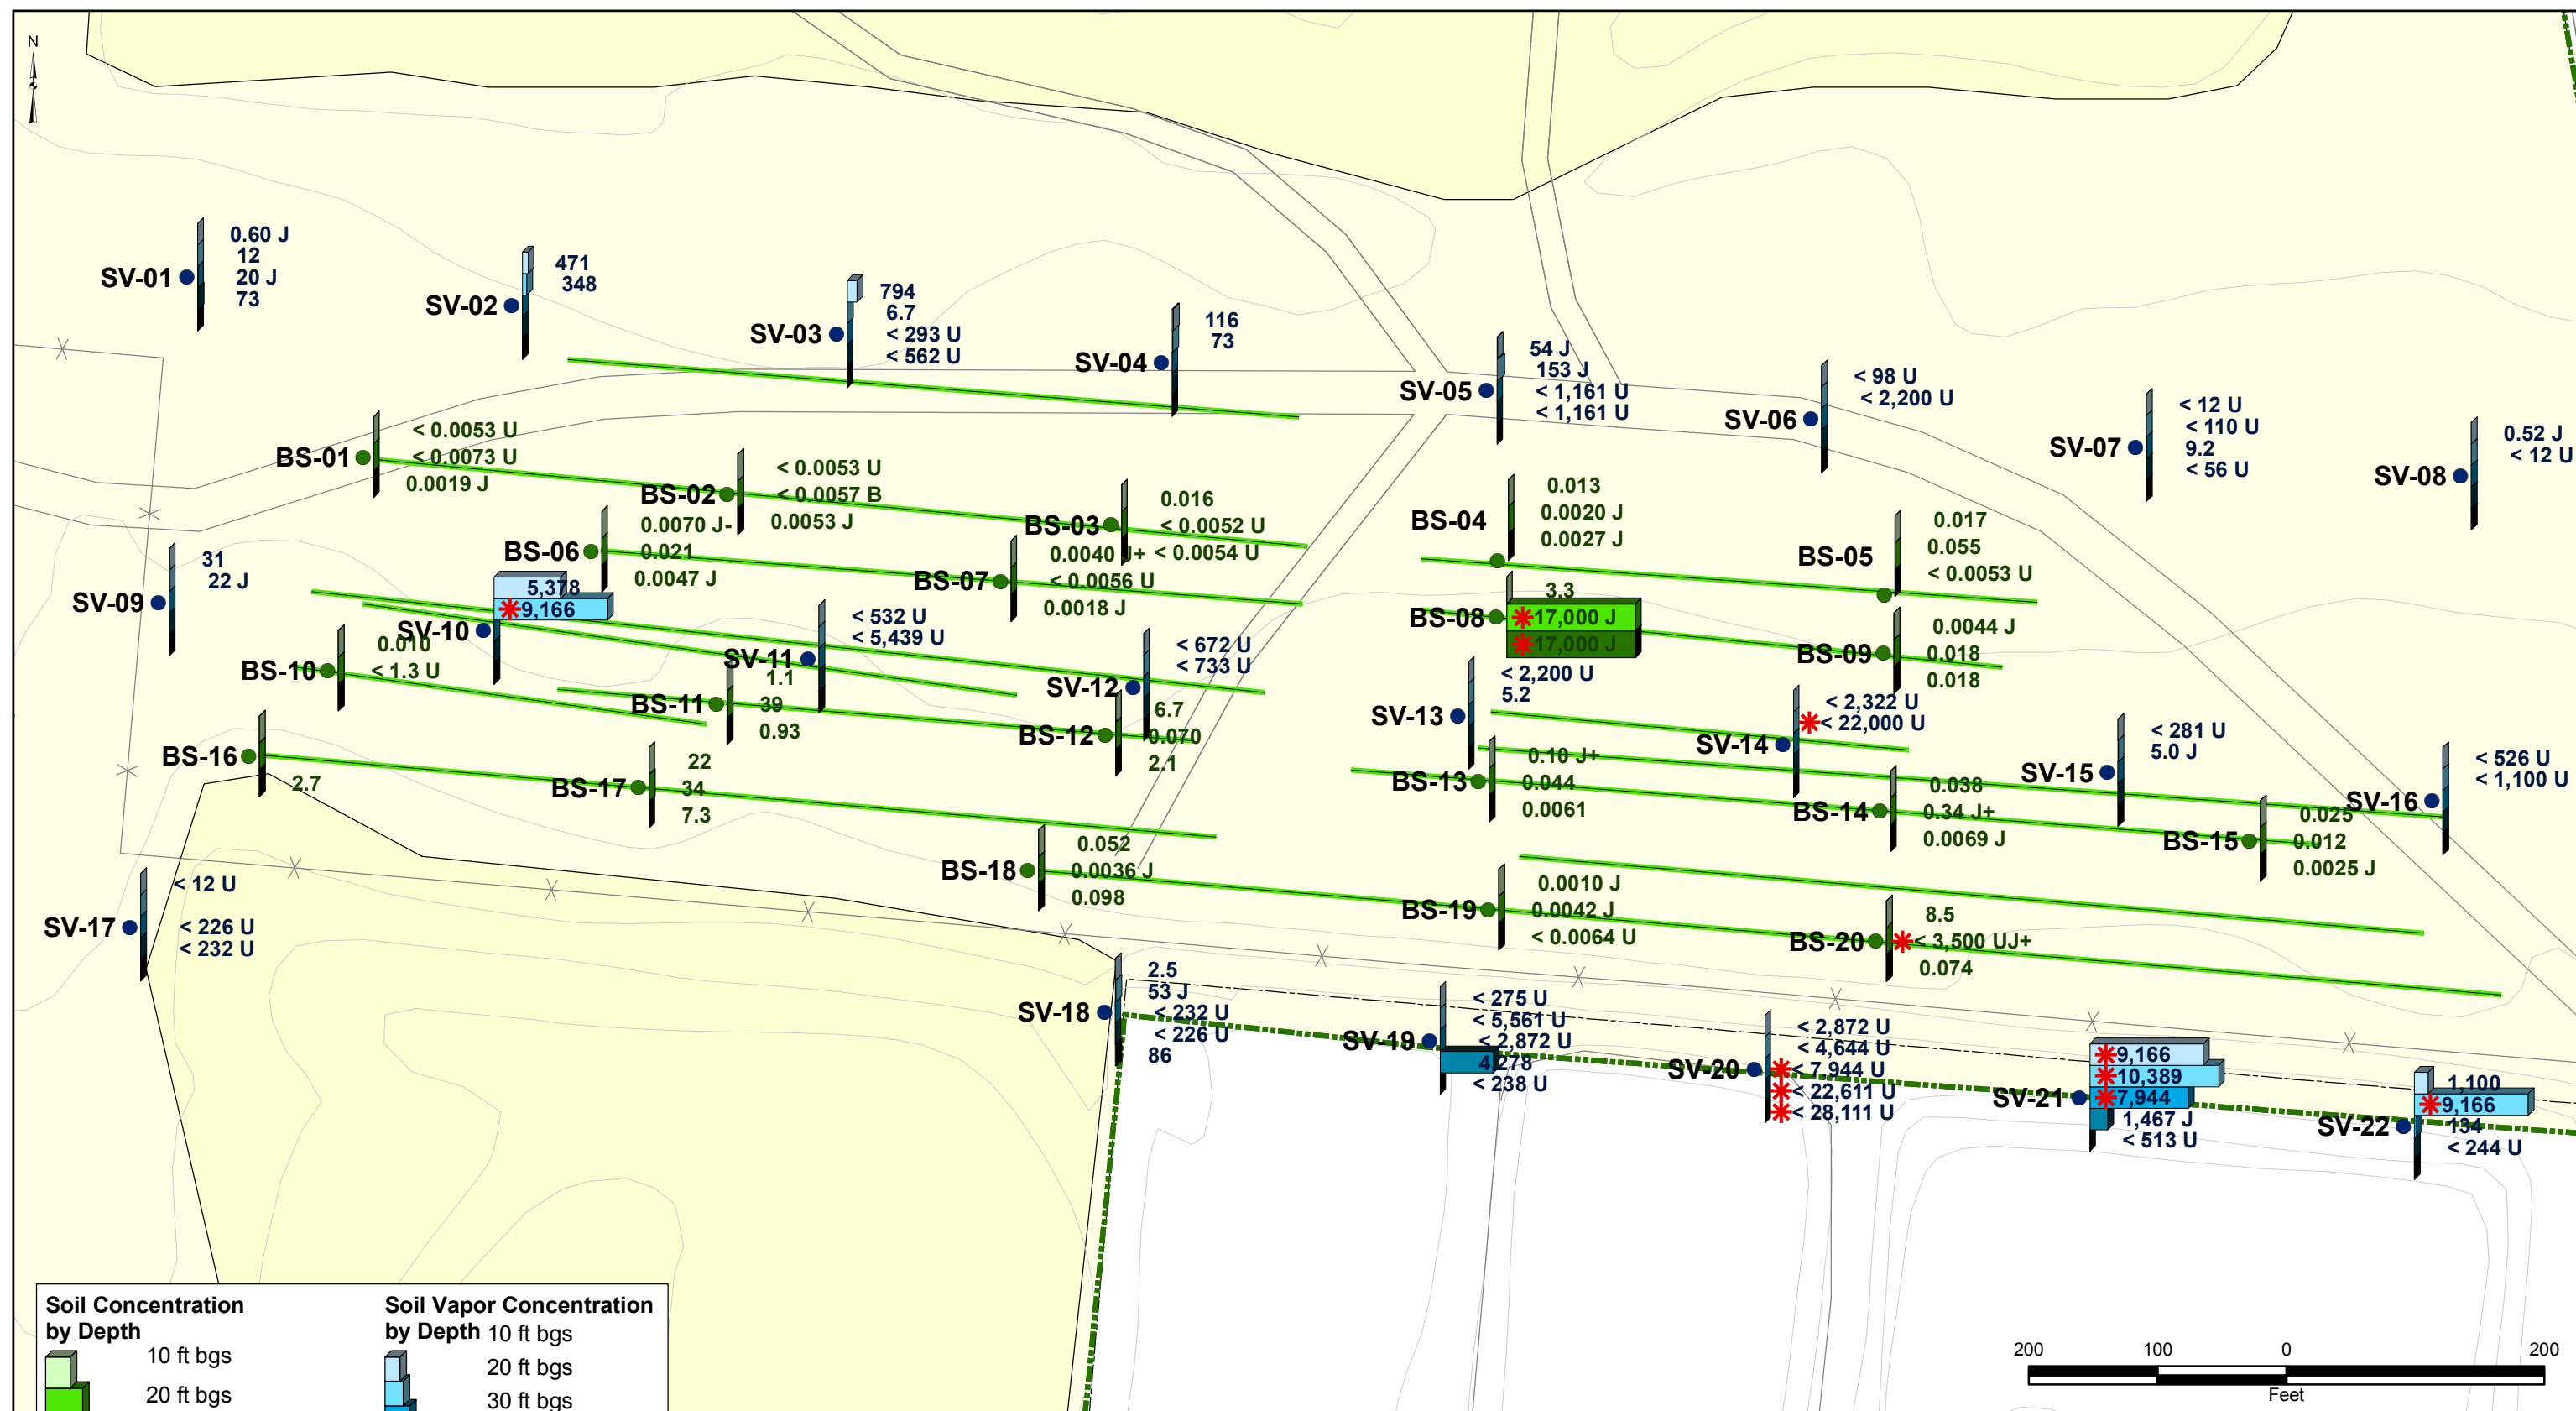 N
SV-01
0.60 J
12
20 J
73
SV-02
471
348
SV-03
794
6.7
< 293 U
< 562 U
SV-04
116
73
SV-05
54 J
153 J
< 1,161 U
< 1,161 U
SV-06
< 98 U
< 2,200 U
SV-07
< 12 U
< 110 U
9.2
< 56 U
SV-08
0.52 J
< 12 U
BS-01
< 0.0053 U
< 0.0073 U
0.0019 J
BS-02
< 0.0053 U
< 0.0057 B
0.0053 J
BS-03
0.016
< 0.0052 U
< 0.0054 U
BS-04
0.013
0.0020 J
0.0027 J
BS-05
0.017
0.055
< 0.0053 U
BS-06
0.0070 J-
0.021
0.0047 J
BS-07
0.0040 J+
< 0.0056 U
0.0018 J
BS-08
3.3
17,000 J
17,000 J
BS-09
0.0044 J
0.018
0.018
SV-09
31
22 J
SV-10
5,378
9,166
SV-11
< 532 U
< 5,439 U
SV-12
< 672 U
< 733 U
SV-13
< 2,200 U
5.2
SV-14
< 2,322 U
< 22,000 U
SV-15
< 281 U
5.0 J
SV-16
< 526 U
< 1,100 U
BS-10
0.010
< 1.3 U
BS-11
1.1
39
0.93
BS-12
6.7
0.070
2.1
BS-13
0.10 J+
0.044
0.0061
BS-14
0.038
0.34 J+
0.0069 J
BS-15
0.025
0.012
0.0025 J
BS-16
2.7
BS-17
22
34
7.3
BS-18
0.052
0.0036 J
0.098
BS-19
0.0010 J
0.0042 J
< 0.0064 U
BS-20
8.5
< 3,500 UJ+
0.074
SV-17
< 12 U
< 226 U
< 232 U
SV-18
2.5
53 J
< 232 U
< 226 U
86
SV-19
< 275 U
< 5,561 U
< 2,872 U
4,278
< 238 U
SV-20
< 2,872 U
< 4,644 U
< 7,944 U
< 22,611 U
< 28,111 U
SV-21
9,166
10,389
7,944
1,467 J
< 513 U
SV-22
1,100
9,166
134
< 244 U
Soil Concentration
by Depth
10 ft bgs
20 ft bgs
Soil Vapor Concentration
by Depth
10 ft bgs
20 ft bgs
30 ft bgs
200 100 0 200
Feet